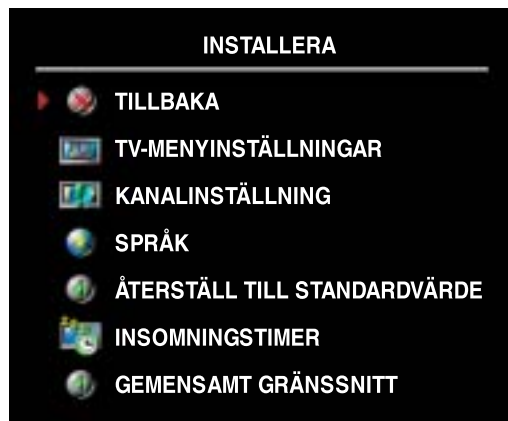 INSTALLERA
TILLBAKA
TV-MENYINSTÄLLNINGAR
KANALINSTÄLLNING
SPRÅK
ÅTERSTÄLL TILL STANDARDVÄRDE
INSOMNINGSTIMER
GEMENSAMT GRÄNSSNITT